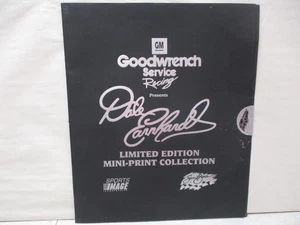 GM
Goodwrench
Service
Racing
Presents
Dale
Earnhardt
LIMITED EDITION
MINI-PRINT COLLECTION
SPORTS
IMAGE